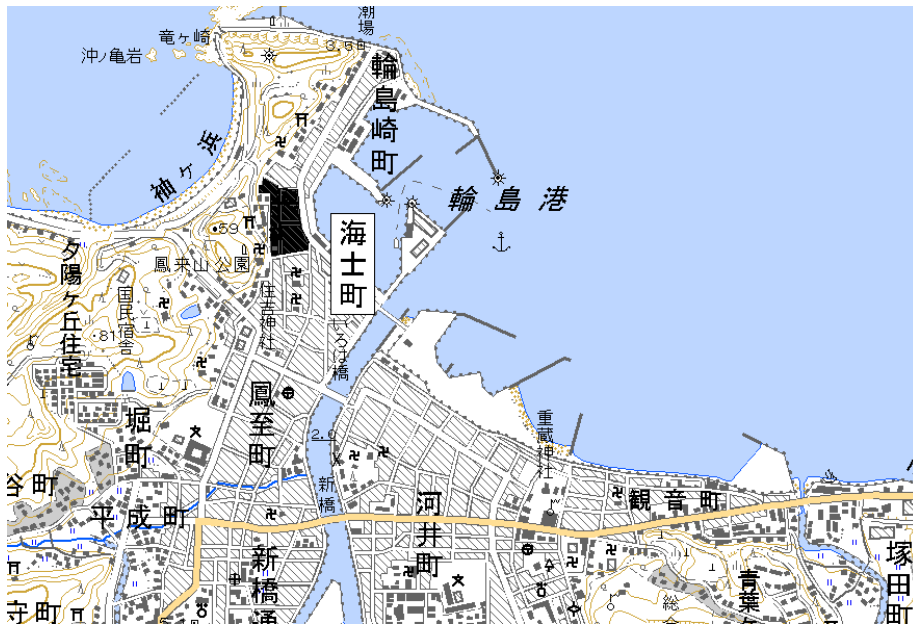 竜ヶ崎
沖ノ亀岩
潮場
3.6
輪島崎町
袖ヶ浜
輪島港
海士町
59
鳳来山公園
夕陽ヶ丘住宅
国民宿舎
81
住吉神社
いろは橋
鳳至町
堀町
2.0
重蔵神社
谷町
平成町
新橋
河井町
観音町
新橋通
塚田町
青葉
守町
総